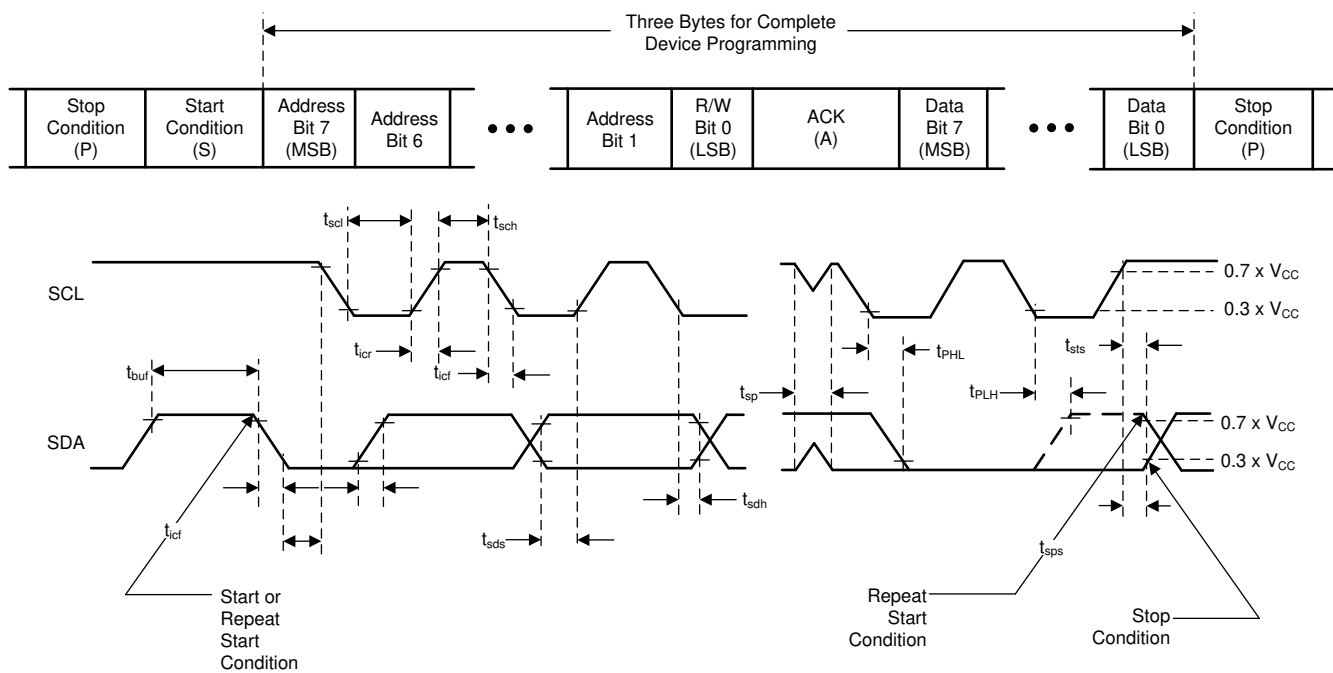 Three Bytes for Complete
Device Programming
Stop
Condition
(P)
Start
Condition
(S)
Address
Bit 7
(MSB)
Address
Bit 6
Address
Bit 1
R/W
Bit 0
(LSB)
ACK
(A)
Data
Bit 7
(MSB)
Data
Bit 0
(LSB)
Stop
Condition
(P)
tscl
tsch
SCL
0.7 x VCC
0.3 x VCC
ticr
ticf
tPHL
tsts
tbuf
tsp
tPLH
SDA
0.7 x VCC
0.3 x VCC
ticf
tsds
tsdh
tsps
Start or
Repeat
Start
Condition
Repeat
Start
Condition
Stop
Condition